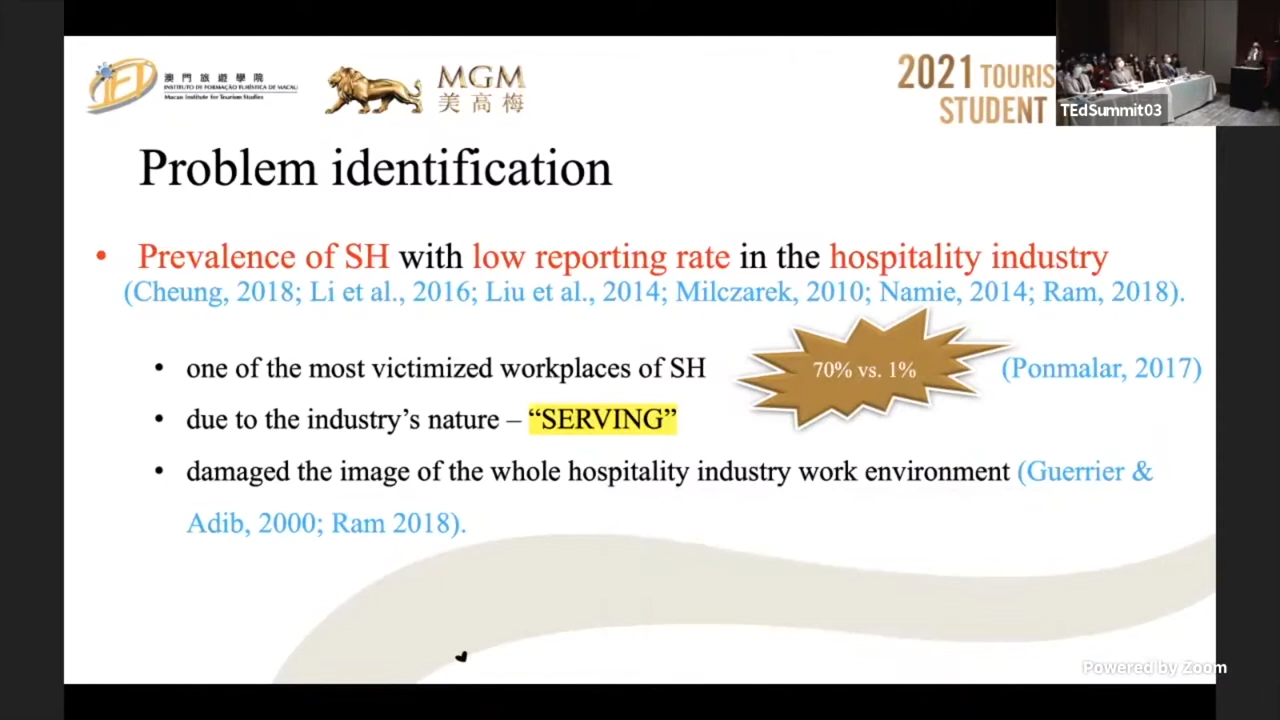 澳門旅遊學院
INSTITUTO DE FORMAÇÃO TURÍSTICA DE MACAU
Macao Institute for Tourism Studies
MGM
美高梅
2021 TOURIS
STUDENT
TEdSummit03
Problem identification
• Prevalence of SH with low reporting rate in the hospitality industry
(Cheung, 2018; Li et al., 2016; Liu et al., 2014; Milczarek, 2010; Namie, 2014; Ram, 2018).
• one of the most victimized workplaces of SH
70% vs. 1%
(Ponmalar, 2017)
• due to the industry’s nature – “SERVING”
• damaged the image of the whole hospitality industry work environment (Guerrier &
Adib, 2000; Ram 2018).
Powered by Zoom